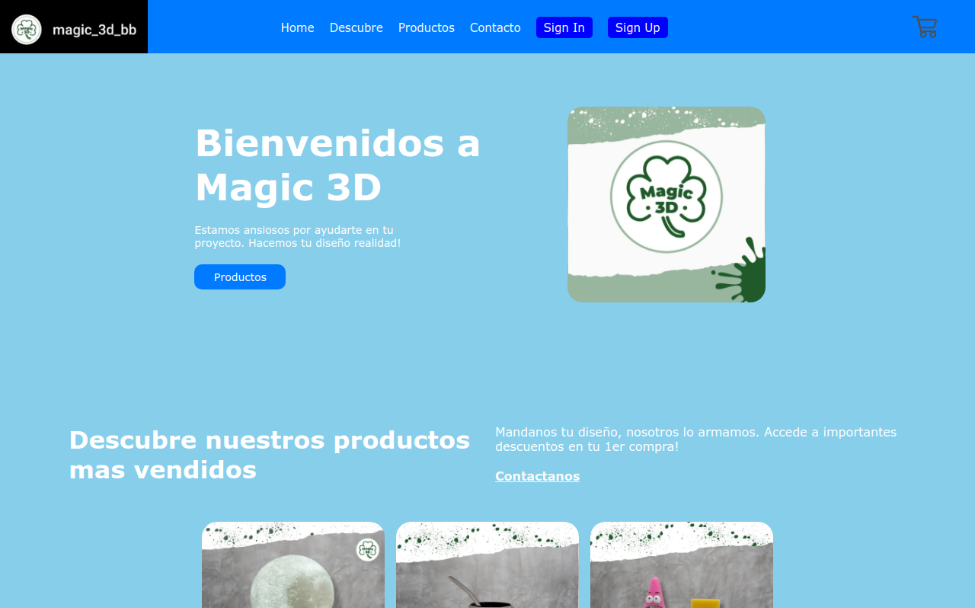 magic_3d_bb
Home
Descubre
Productos
Contacto
Sign In
Sign Up
Bienvenidos a
Magic 3D
Estamos ansiosos por ayudarte en tu
proyecto. Hacemos tu diseño realidad!
Productos
Magic
3D
Descubre nuestros productos
mas vendidos
Mandanos tu diseño, nosotros lo armamos. Accede a importantes
descuentos en tu 1er compra!
Contactanos